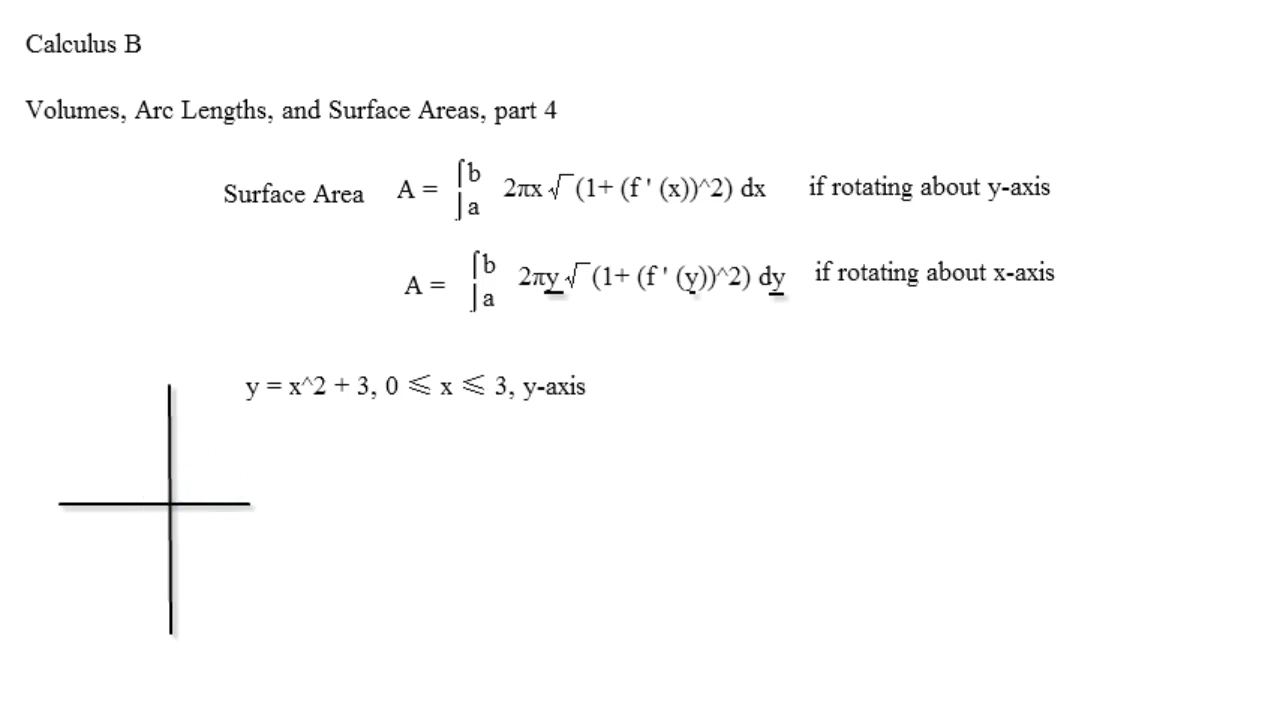 Calculus B
Volumes, Arc Lengths, and Surface Areas, part 4
Surface Area A = ∫ b a 2πx√(1+ (f ' (x))^2) dx if rotating about y-axis
A = ∫ b a 2πy√(1+ (f ' (y))^2) dy if rotating about x-axis
y = x^2 + 3, 0 ⩽ x ⩽ 3, y-axis